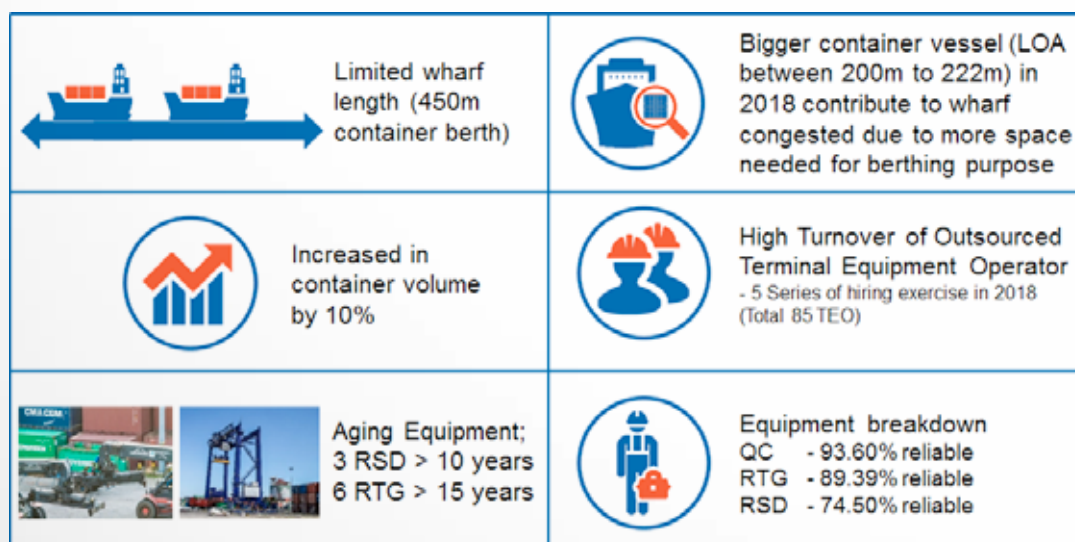 Limited wharf
length (450m
container berth)
Bigger container vessel (LOA
between 200m to 222m) in
2018 contribute to wharf
congested due to more space
needed for berthing purpose
Increased in
container volume
by 10%
High Turnover of Outsourced
Terminal Equipment Operator
- 5 Series of hiring exercise in 2018
(Total 85 TEO)
CMA CGM
Aging Equipment;
3 RSD > 10 years
6 RTG > 15 years
Equipment breakdown
QC - 93.60% reliable
RTG - 89.39% reliable
RSD - 74.50% reliable